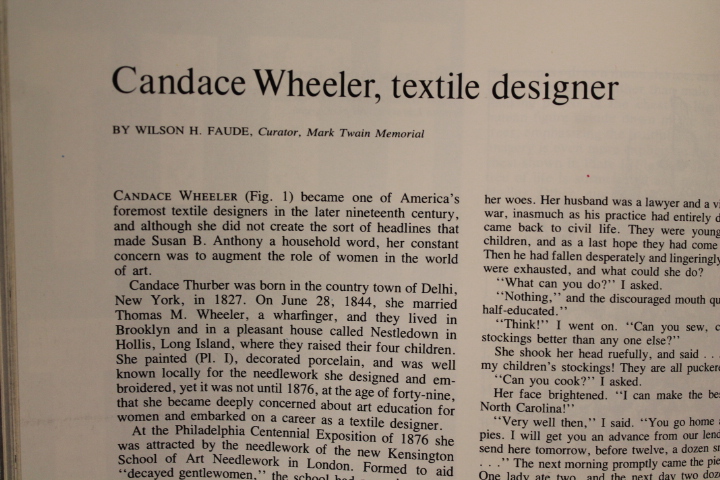 Candace Wheeler, textile designer
BY WILSON H. FAUDE, Curator, Mark Twain Memorial
CANDACE WHEELER (Fig. 1) became one of America's
foremost textile designers in the later nineteenth century,
and although she did not create the sort of headlines that
made Susan B. Anthony a household word, her constant
concern was to augment the role of women in the world
of art.
Candace Thurber was born in the country town of Delhi,
New York, in 1827. On June 28, 1844, she married
Thomas M. Wheeler, a wharfinger, and they lived in
Brooklyn and in a pleasant house called Nestledown in
Hollis, Long Island, where they raised their four children.
She painted (Pl. I), decorated porcelain, and was well
known locally for the needlework she designed and em-
broidered, yet it was not until 1876, at the age of forty-nine,
that she became deeply concerned about art education for
women and embarked on a career as a textile designer.
At the Philadelphia Centennial Exposition of 1876 she
was attracted by the needlework of the new Kensington
School of Art Needlework in London. Formed to aid
"decayed gentlewomen," the school had
her woes. Her husband was a lawyer and a
war, inasmuch as his practice had entirely
came back to civil life. They were young
children, and as a last hope they had come
Then he had fallen desperately and lingeringly
were exhausted, and what could she do?
"What can you do?" I asked.
"Nothing," and the discouraged mouth
half-educated."
"Think!" I went on. "Can you sew,
stockings better than any one else?"
She shook her head ruefully, and said . . .
my children's stockings! They are all
"Can you cook?" I asked.
Her face brightened. "I can make the
North Carolina!"
"Very well then," I said. "You go home
pies. I will get you an advance from our
send here tomorrow, before twelve, a dozen
. . ." The next morning promptly came the
One lady ate two, and the next day two